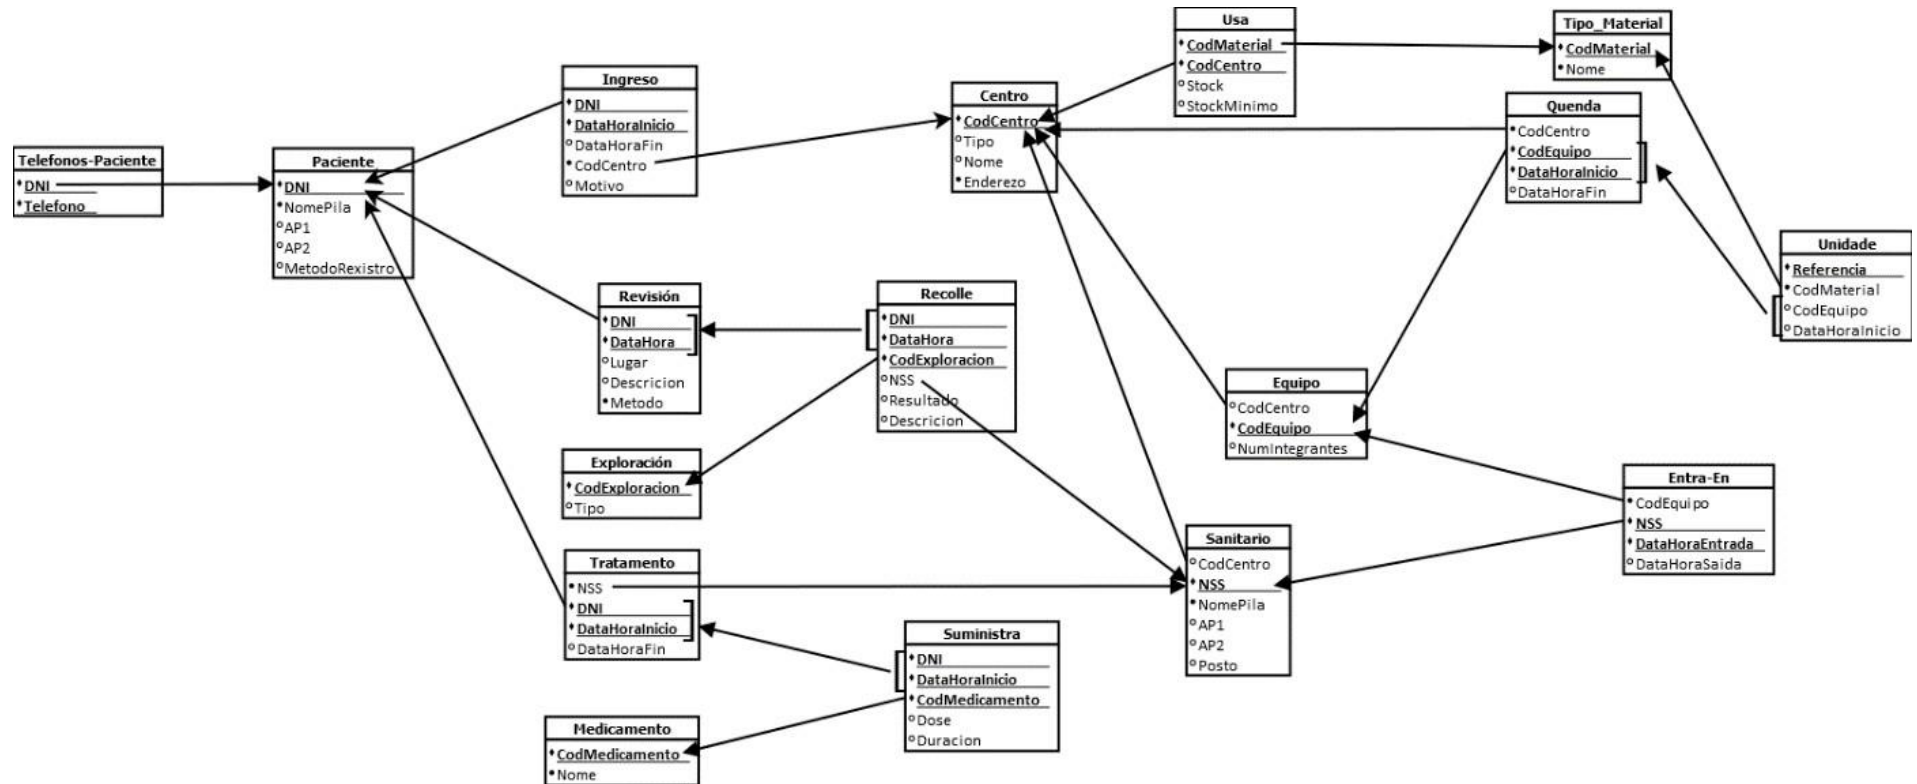 Telefonos-Paciente
DNI
Telefono
Paciente
DNI
NomePila
AP1
AP2
MetodoRexistro
Ingreso
DNI
DataHoraInicio
DataHoraFin
CodCentro
Motivo
Revisión
DNI
DataHora
Lugar
Descricion
Metodo
Exploración
CodExploracion
Tipo
Tratamento
NSS
DNI
DataHoraInicio
DataHoraFin
Medicamento
CodMedicamento
Nome
Recolle
DNI
DataHora
CodExploracion
NSS
Resultado
Descricion
Suministra
DNI
DataHoraInicio
CodMedicamento
Dose
Duracion
Centro
CodCentro
Tipo
Nome
Enderezo
Usa
CodMaterial
CodCentro
Stock
StockMinimo
Equipo
CodCentro
CodEquipo
NumIntegrantes
Sanitario
CodCentro
NSS
NomePila
AP1
AP2
Posto
Tipo_Material
CodMaterial
Nome
Quenda
CodCentro
CodEquipo
DataHoraInicio
DataHoraFin
Unidade
Referencia
CodMaterial
CodEquipo
DataHoraInicio
Entra-En
CodEquipo
NSS
DataHoraEntrada
DataHoraSaida